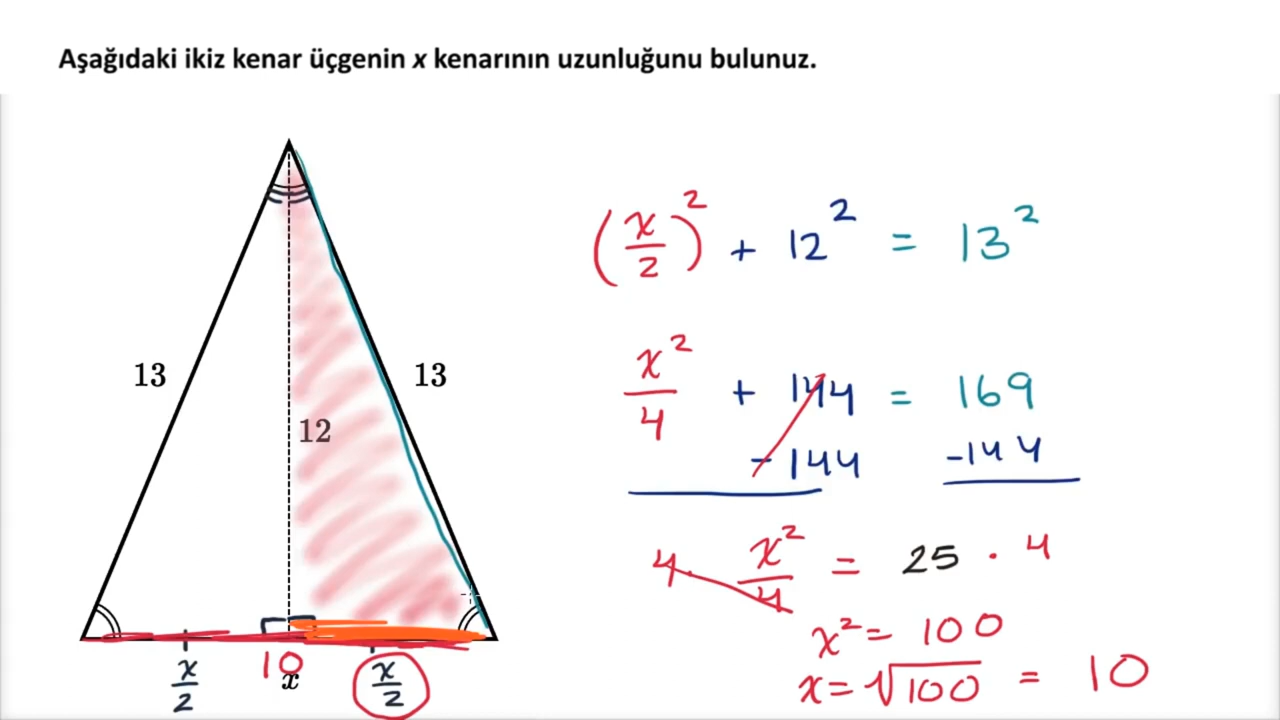 Aşağıdaki ikiz kenar üçgenin x kenarının uzunluğunu bulunuz.
(x/2)² + 12² = 13²
x²/4 + 144 = 169
- 144 -144
13 13
12
4 · x²/4 = 25 · 4
x² = 100
x = √100 = 10
x/2 10 x x/2